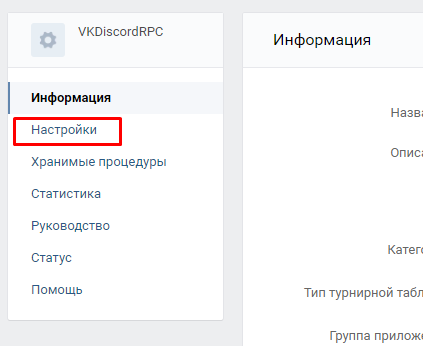 VKDiscordRPC
Информация
Настройки
Хранимые процедуры
Статистика
Руководство
Статус
Помощь
Информация
Назва
Описа
Катего
Тип турнирной табл
Группа приложе